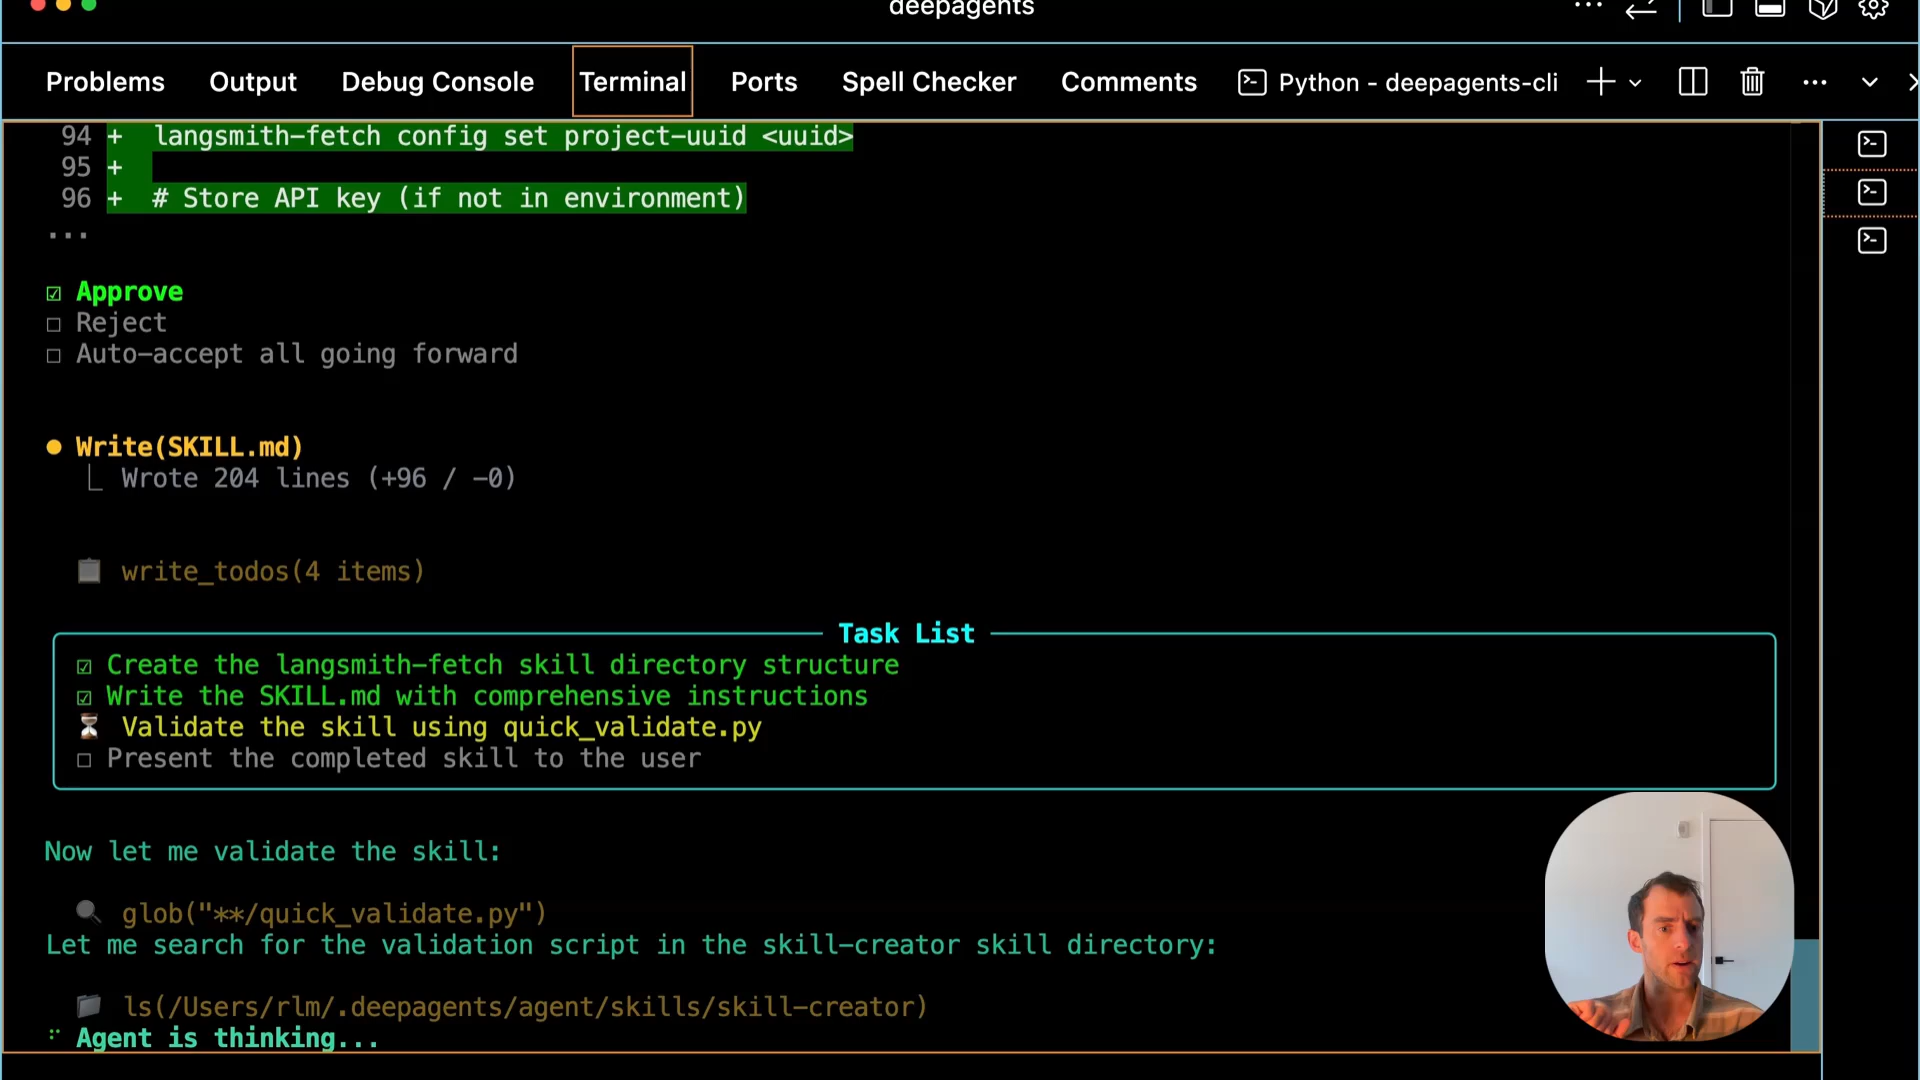 deepagents
Problems Output Debug Console Terminal Ports Spell Checker Comments Python - deepagents-cli
94 + langsmith-fetch config set project-uuid <uuid>
95 +
96 + # Store API key (if not in environment)
...
☑ Approve
☐ Reject
☐ Auto-accept all going forward
● Write(SKILL.md)
⎿ Wrote 204 lines (+96 / -0)
write_todos(4 items)
Task List
☑ Create the langsmith-fetch skill directory structure
☑ Write the SKILL.md with comprehensive instructions
⏳ Validate the skill using quick_validate.py
☐ Present the completed skill to the user
Now let me validate the skill:
🔍 glob("**/quick_validate.py")
Let me search for the validation script in the skill-creator skill directory:
📁 ls(/Users/rlm/.deepagents/agent/skills/skill-creator)
Agent is thinking...